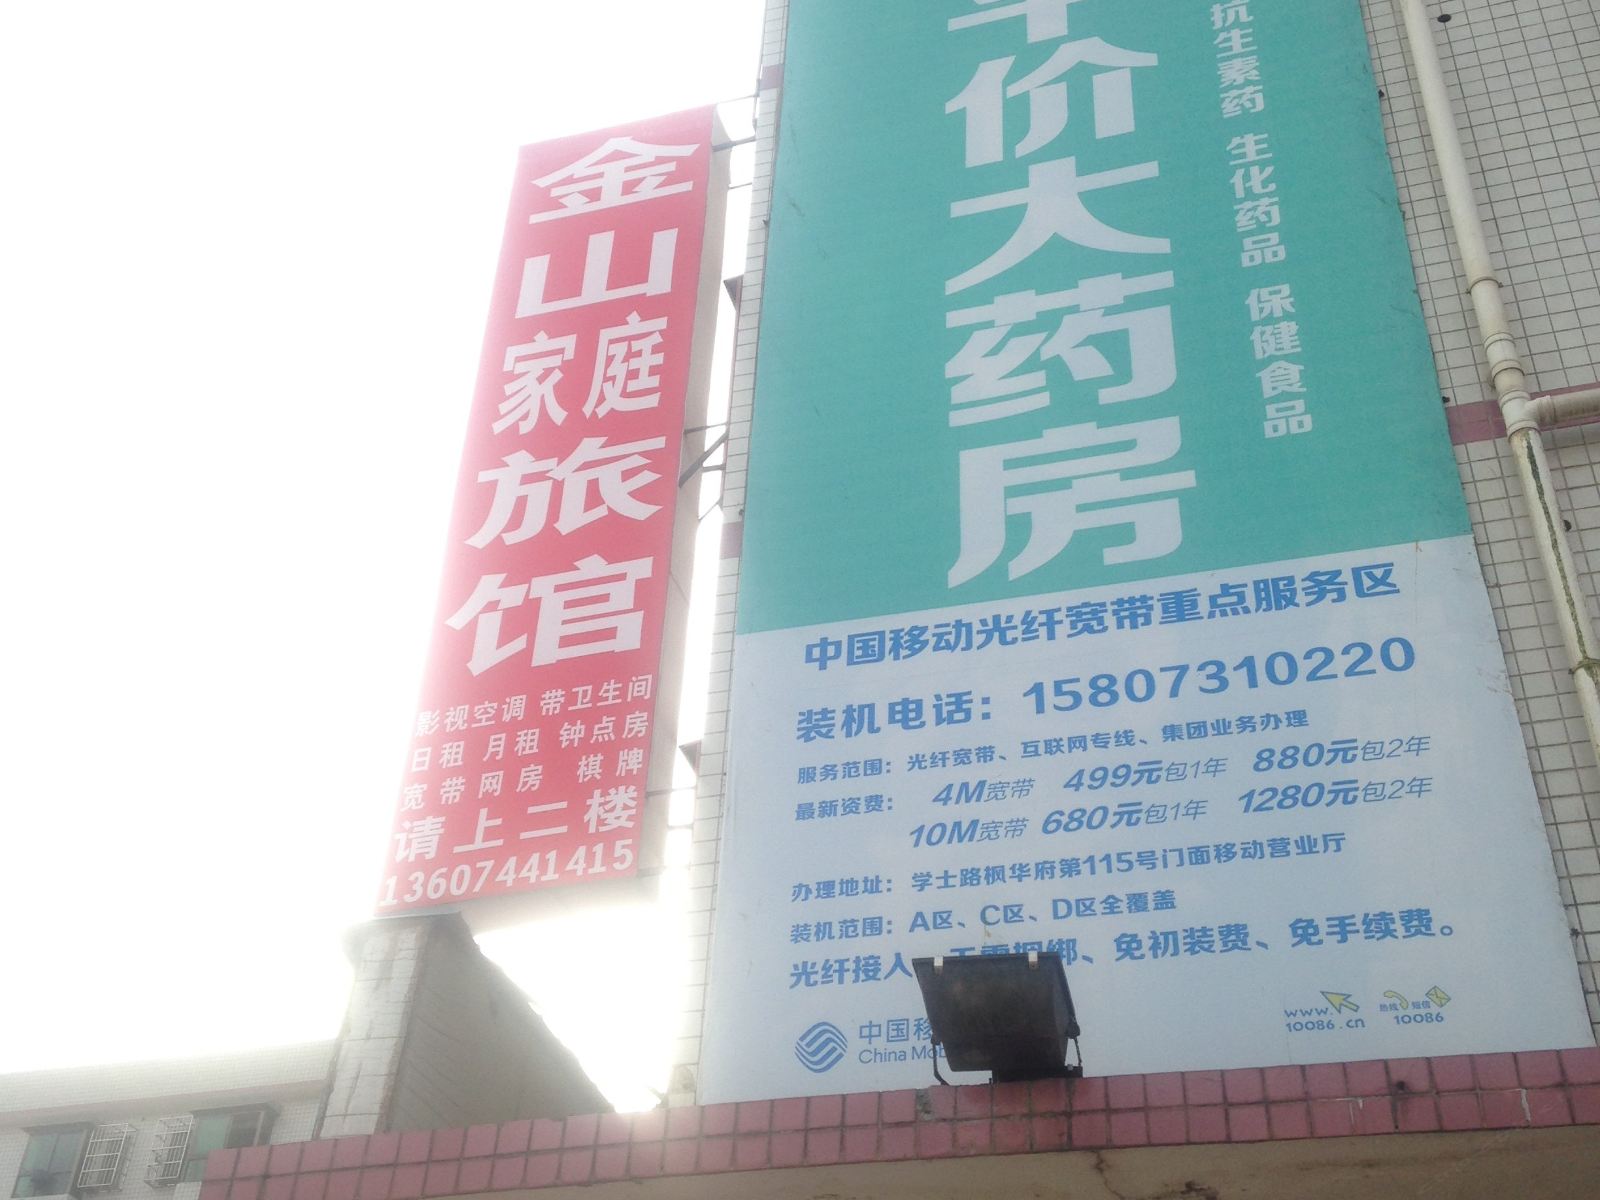 金山家庭旅馆
影视空调 带卫生间
日租 月租 钟点房
宽带网房 棋牌
请上二楼
13607441415
价大药房
抗生素药 生化药品 保健食品
中国移动光纤宽带重点服务区
装机电话：15807310220
服务范围：光纤宽带、互联网专线、集团业务办理
最新资费：4M宽带 499元包1年 880元包2年
10M宽带 680元包1年 1280元包2年
办理地址：学士路枫华府第115号门面移动营业厅
装机范围：A区、C区、D区全覆盖
光纤接入 绑、免初装费、免手续费。
中国移
China Mob
www.
10086.cn
热线 短信
10086